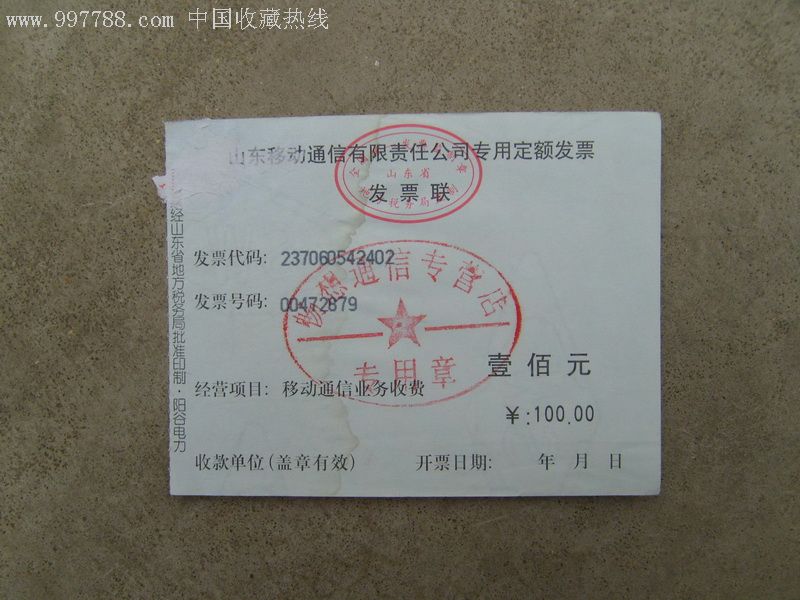 www.997788.com 中国收藏热线
山东移动通信有限责任公司专用定额发票
山东省
发票联
税务局
发票代码: 237060542402
发票号码: 00472879
通信专营店
专用章
壹佰元
经营项目: 移动通信业务收费
￥:100.00
收款单位(盖章有效)
开票日期: 年 月 日
经山东省地方税务局批准印制·阳谷电力